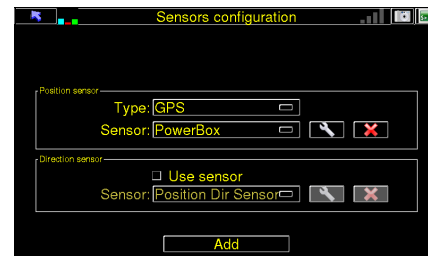 Sensors configuration
Position sensor
Type: GPS
Sensor: PowerBox
Direction sensor
Use sensor
Sensor: Position Dir Sensor
Add